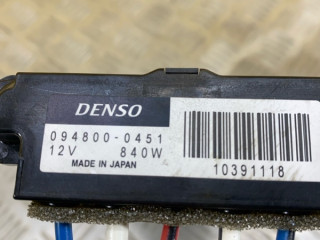 DENSO
094800-0451
12V 840W
MADE IN JAPAN
10391118